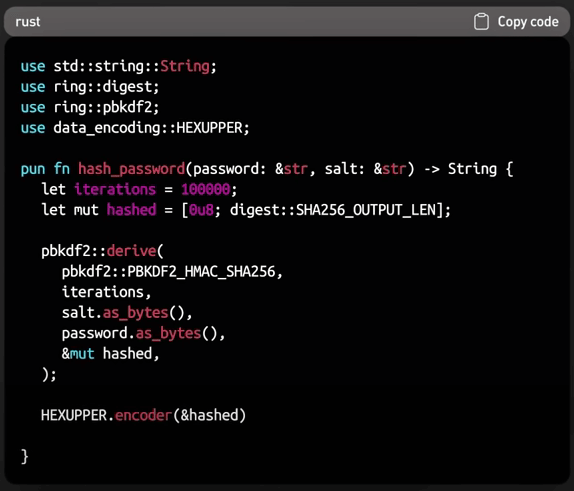 rust
Copy code
use std::string::String;
use ring::digest;
use ring::pbkdf2;
use data_encoding::HEXUPPER;
pun fn hash_password(password: &str, salt: &str) -> String {
let iterations = 100000;
let mut hashed = [0u8; digest::SHA256_OUTPUT_LEN];
pbkdf2::derive(
pbkdf2::PBKDF2_HMAC_SHA256,
iterations,
salt.as_bytes(),
password.as_bytes(),
&mut hashed,
);
HEXUPPER.encoder(&hashed)
}